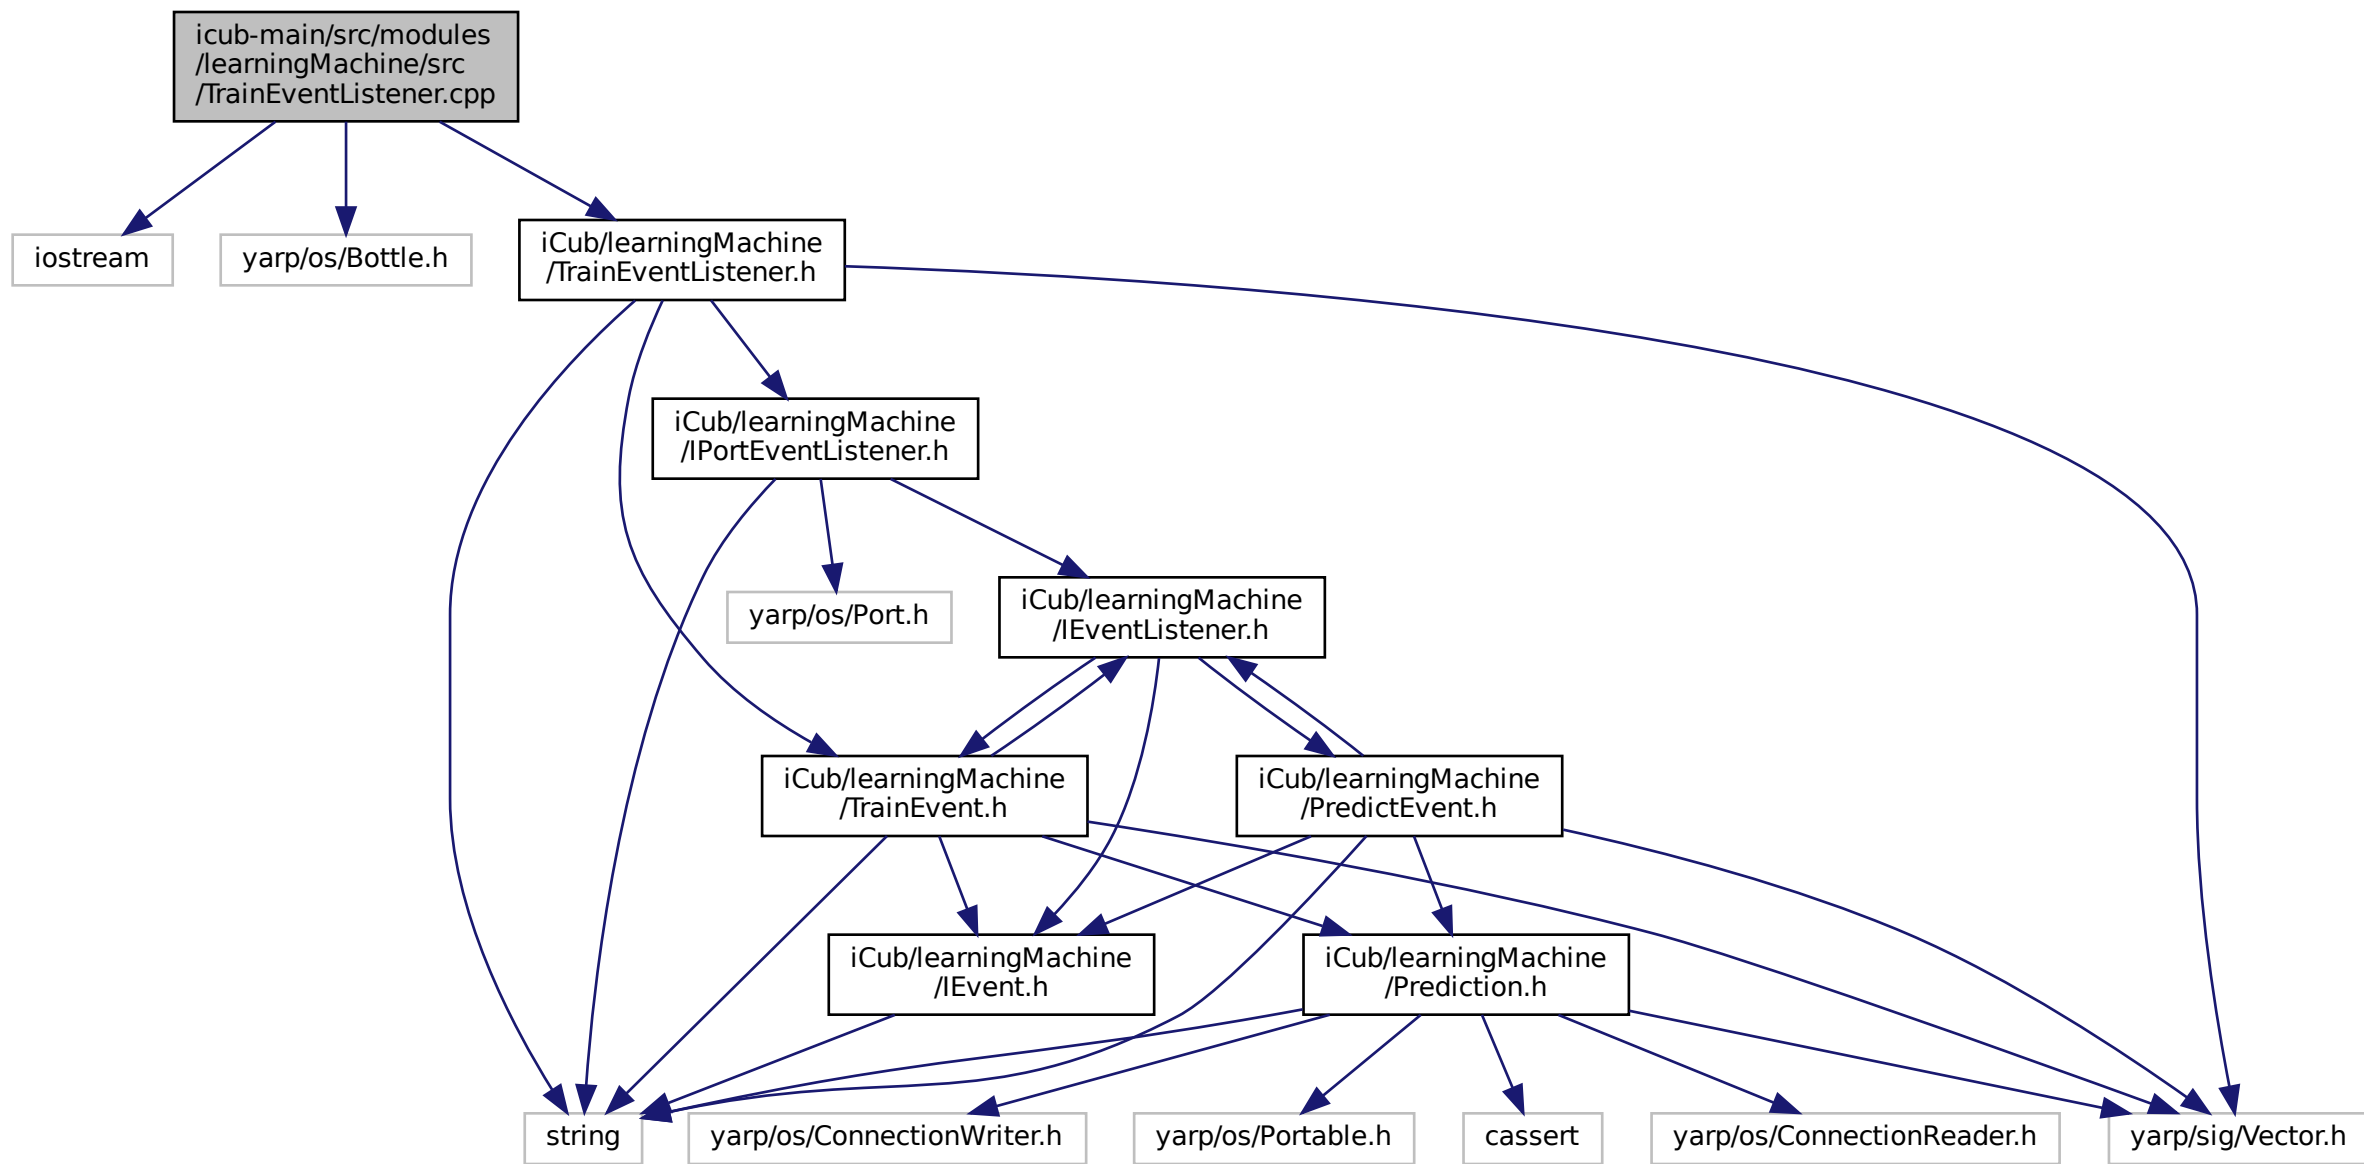 icub-main/src/modules
/learningMachine/src
/TrainEventListener.cpp
iostream
yarp/os/Bottle.h
iCub/learningMachine
/TrainEventListener.h
iCub/learningMachine
/IPortEventListener.h
yarp/os/Port.h
iCub/learningMachine
/IEventListener.h
iCub/learningMachine
/TrainEvent.h
iCub/learningMachine
/PredictEvent.h
iCub/learningMachine
/IEvent.h
iCub/learningMachine
/Prediction.h
string
yarp/os/ConnectionWriter.h
yarp/os/Portable.h
cassert
yarp/os/ConnectionReader.h
yarp/sig/Vector.h